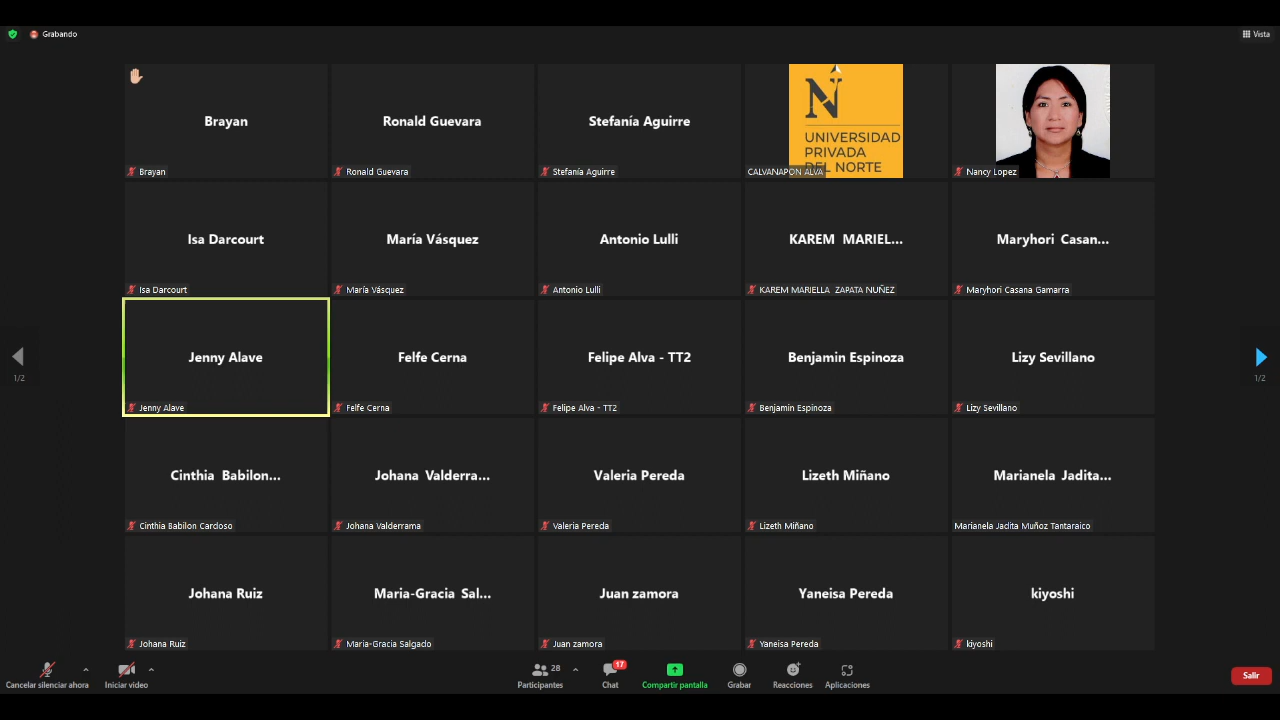 Grabando
Vista
Brayan
Brayan
Ronald Guevara
Ronald Guevara
Stefanía Aguirre
Stefanía Aguirre
N
UNIVERSIDAD
PRIVADA
DEL NORTE
CALVANAPON ALVA
Nancy Lopez
Isa Darcourt
Isa Darcourt
María Vásquez
María Vásquez
Antonio Lulli
Antonio Lulli
KAREM MARIEL...
KAREM MARIELLA ZAPATA NUÑEZ
Maryhori Casan...
Maryhori Casana Gamarra
Jenny Alave
Jenny Alave
Felfe Cerna
Felfe Cerna
Felipe Alva - TT2
Felipe Alva - TT2
Benjamin Espinoza
Benjamin Espinoza
Lizy Sevillano
Lizy Sevillano
1/2
1/2
Cinthia Babilon...
Cinthia Babilon Cardoso
Johana Valderra...
Johana Valderrama
Valeria Pereda
Valeria Pereda
Lizeth Miñano
Lizeth Miñano
Marianela Jadita...
Marianela Jadita Muñoz Tantaraico
Johana Ruiz
Johana Ruiz
Maria-Gracia Sal...
Maria-Gracia Salgado
Juan zamora
Juan zamora
Yaneisa Pereda
Yaneisa Pereda
kiyoshi
kiyoshi
Cancelar silenciar ahora
Iniciar video
28
Participantes
17
Chat
Compartir pantalla
Grabar
Reacciones
Aplicaciones
Salir